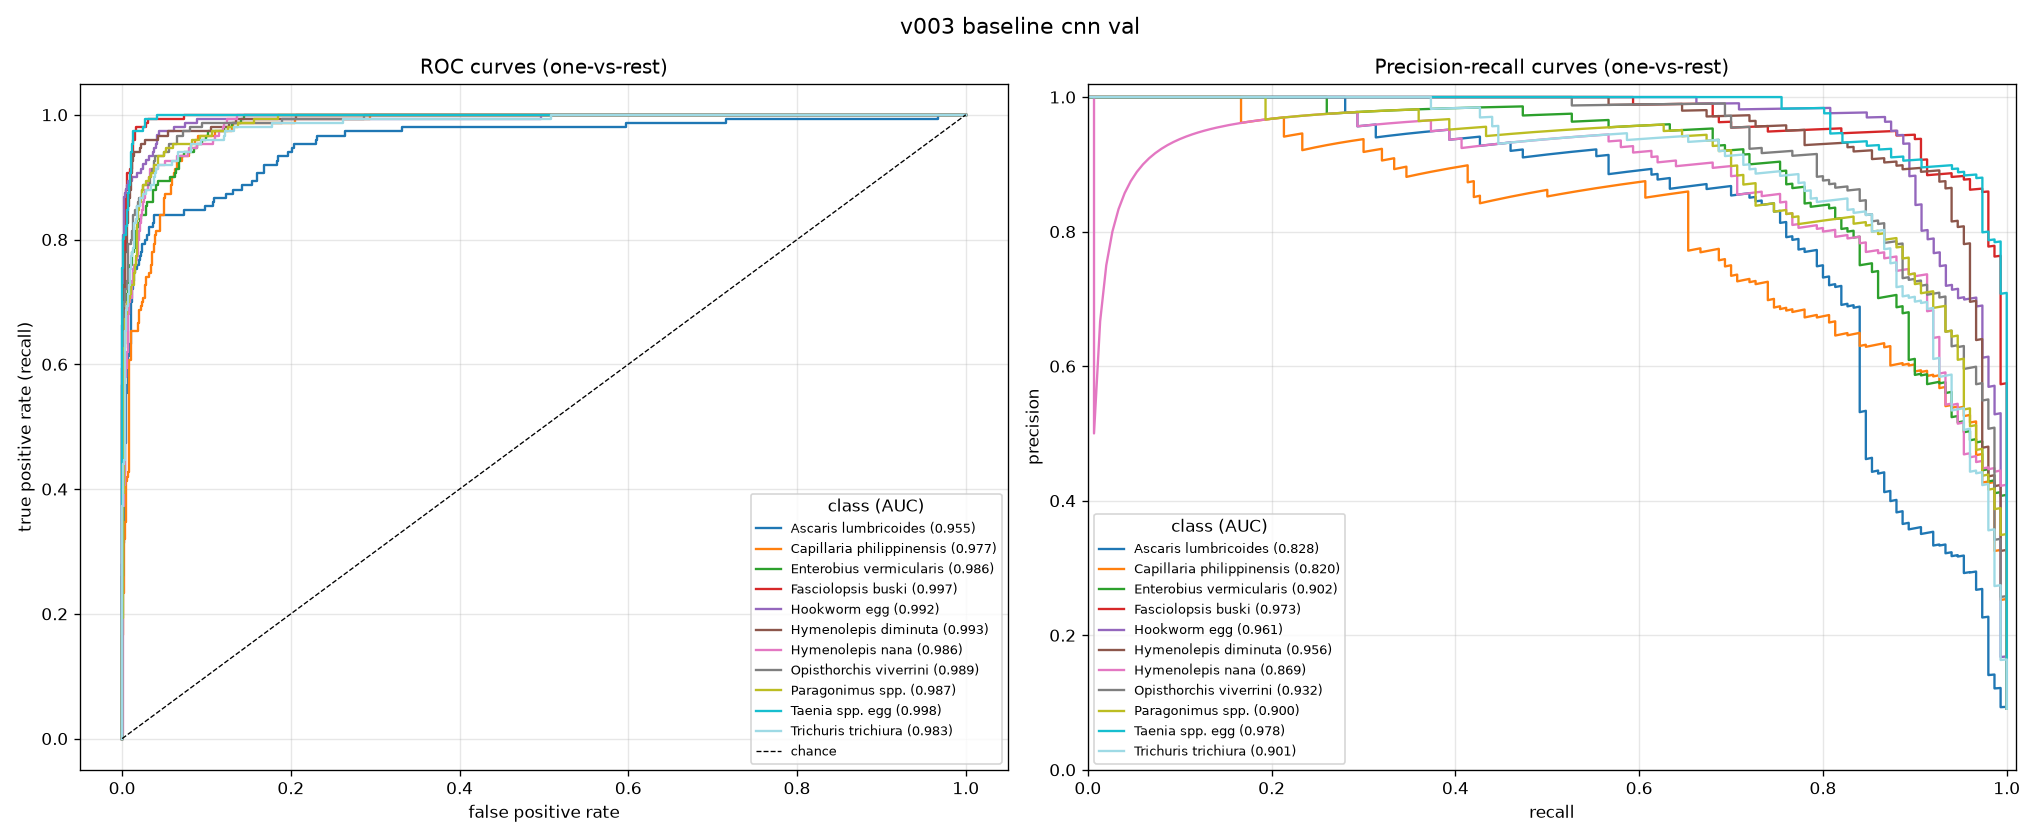 v003 baseline cnn val
ROC curves (one-vs-rest)
true positive rate (recall)
1.0
0.8
0.6
0.4
0.2
0.0
class (AUC)
Ascaris lumbricoides (0.955)
Capillaria philippinensis (0.977)
Enterobius vermicularis (0.986)
Fasciolopsis buski (0.997)
Hookworm egg (0.992)
Hymenolepis diminuta (0.993)
Hymenolepis nana (0.986)
Opisthorchis viverrini (0.989)
Paragonimus spp. (0.987)
Taenia spp. egg (0.998)
Trichuris trichiura (0.983)
chance
0.0 0.2 0.4 0.6 0.8 1.0
false positive rate
Precision-recall curves (one-vs-rest)
precision
1.0
0.8
0.6
0.4
0.2
0.0
class (AUC)
Ascaris lumbricoides (0.828)
Capillaria philippinensis (0.820)
Enterobius vermicularis (0.902)
Fasciolopsis buski (0.973)
Hookworm egg (0.961)
Hymenolepis diminuta (0.956)
Hymenolepis nana (0.869)
Opisthorchis viverrini (0.932)
Paragonimus spp. (0.900)
Taenia spp. egg (0.978)
Trichuris trichiura (0.901)
0.0 0.2 0.4 0.6 0.8 1.0
recall